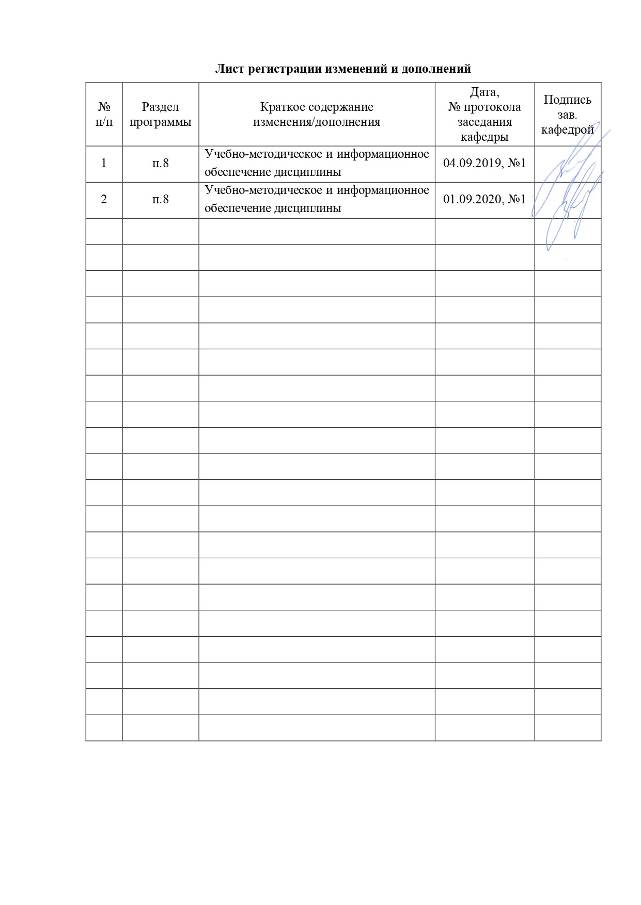 Лист регистрации изменений и дополнений
№
п/п
Раздел
программы
Краткое содержание
изменения/дополнения
Дата,
№ протокола
заседания
кафедры
Подпись
зав.
кафедрой
1
п.8
Учебно-методическое и информационное
обеспечение дисциплины
04.09.2019, №1
2
п.8
Учебно-методическое и информационное
обеспечение дисциплины
01.09.2020, №1